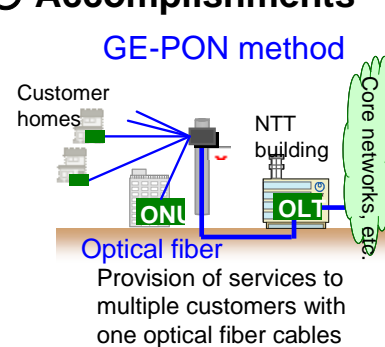 Accomplishments
GE-PON method
Customer
homes
NTT
building
Core networks, etc.
ONU
OLT
Optical fiber
Provision of services to
multiple customers with
one optical fiber cables